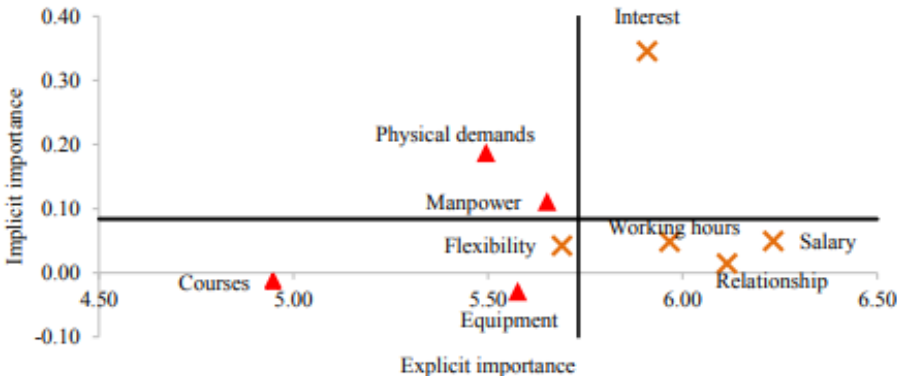 0.40
Interest
0.30
0.20
Physical demands
0.10
Manpower
Working hours
Flexibility
Salary
0.00
Courses
Relationship
4.50
5.00
5.50
6.00
6.50
Equipment
-0.10
Explicit importance
Implicit importance